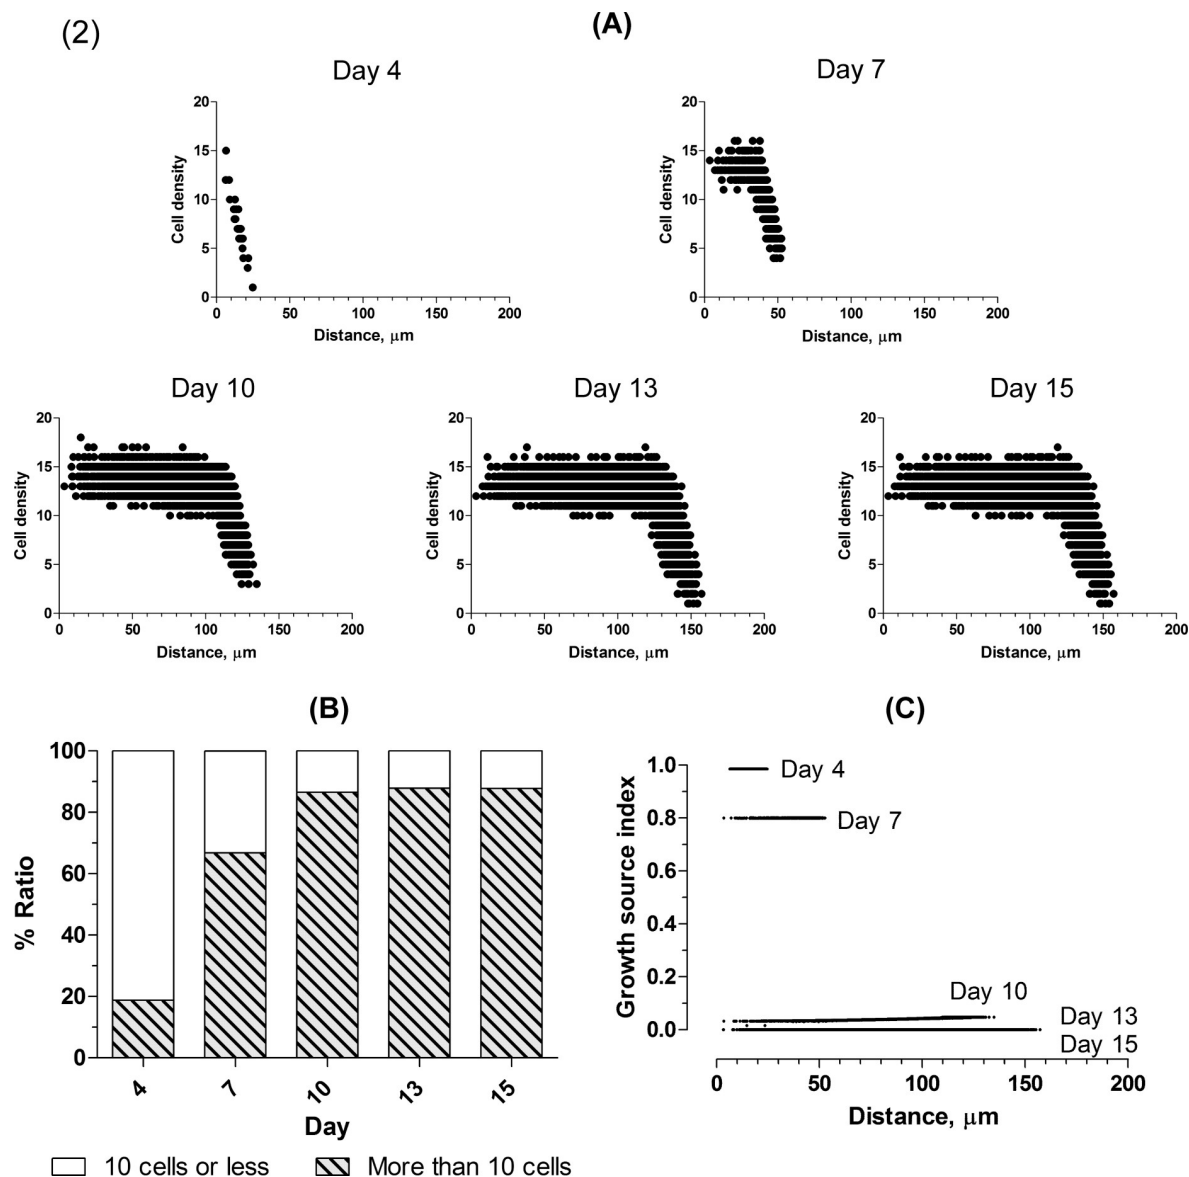 (2)
(A)
Day 4
Day 7
20
15
10
5
0
Cell density
0 50 100 150 200
Distance, μm
20
15
10
5
0
Cell density
0 50 100 150 200
Distance, μm
Day 10
Day 13
Day 15
20
15
10
5
0
Cell density
0 50 100 150 200
Distance, μm
20
15
10
5
0
Cell density
0 50 100 150 200
Distance, μm
20
15
10
5
0
Cell density
0 50 100 150 200
Distance, μm
(B)
100
80
60
40
20
0
% Ratio
4 7 10 13 15
Day
10 cells or less
More than 10 cells
(C)
1.0
0.8
0.6
0.4
0.2
0.0
Growth source index
Day 4
Day 7
Day 10
Day 13
Day 15
0 50 100 150 200
Distance, μm